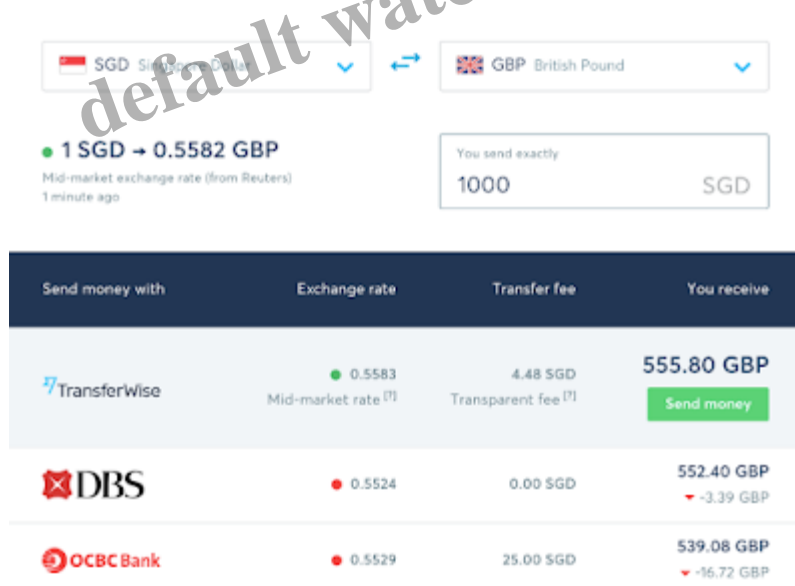 default wate
SGD Singapore Dollar
GBP British Pound
1 SGD → 0.5582 GBP
Mid-market exchange rate (from Reuters)
1 minute ago
You send exactly
1000 SGD
Send money with Exchange rate Transfer fee You receive
TransferWise
0.5583
Mid-market rate [?]
4.48 SGD
Transparent fee [?]
555.80 GBP
Send money
DBS 0.5524 0.00 SGD 552.40 GBP
-3.39 GBP
OCBC Bank 0.5529 25.00 SGD 539.08 GBP
-16.72 GBP